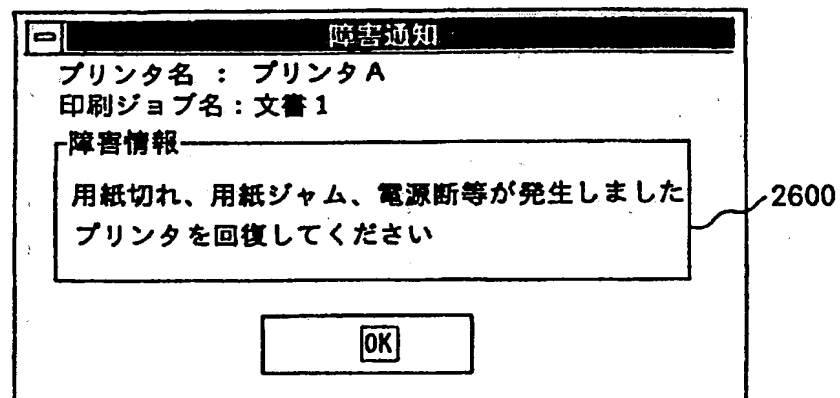 障害通知
プリンタ名 : プリンタA
印刷ジョブ名:文書1
障害情報
用紙切れ、用紙ジャム、電源断等が発生しました
プリンタを回復してください
2600
OK